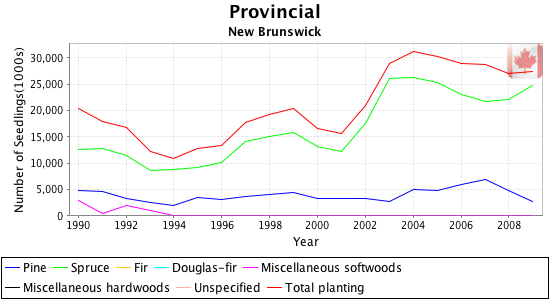 Provincial
New Brunswick
Number of Seedlings(1000s)
30,000
25,000
20,000
15,000
10,000
5,000
0
1990 1992 1994 1996 1998 2000 2002 2004 2006 2008
Year
Pine Spruce Fir Douglas-fir Miscellaneous softwoods
Miscellaneous hardwoods Unspecified Total planting